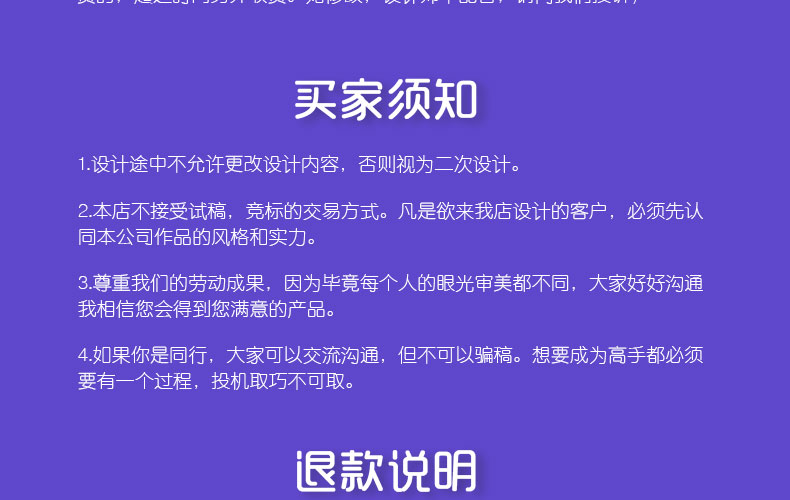 买家须知
1.设计途中不允许更改设计内容，否则视为二次设计。
2.本店不接受试稿，竞标的交易方式。凡是欲来我店设计的客户，必须先认
同本公司作品的风格和实力。
3.尊重我们的劳动成果，因为毕竟每个人的眼光审美都不同，大家好好沟通
我相信您会得到您满意的产品。
4.如果你是同行，大家可以交流沟通，但不可以骗稿。想要成为高手都必须
要有一个过程，投机取巧不可取。
退款说明